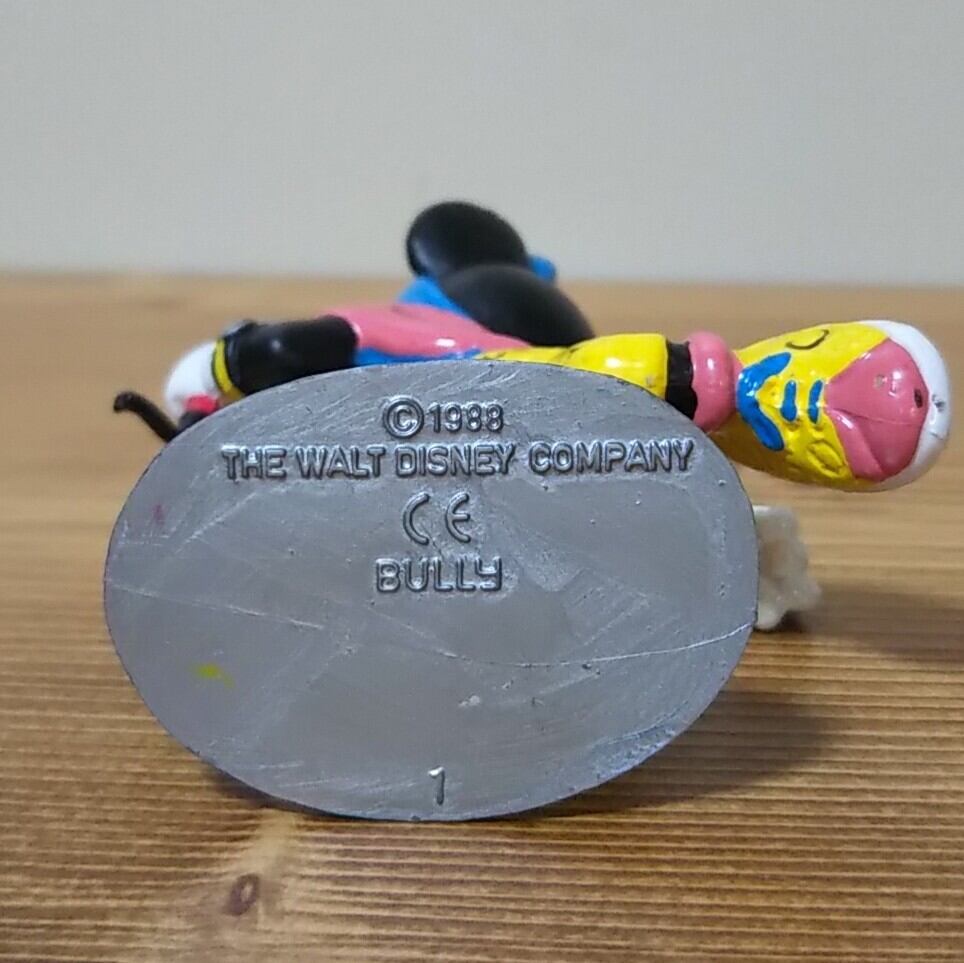 ©1988
THE WALT DISNEY COMPANY
CE
BULLY
1